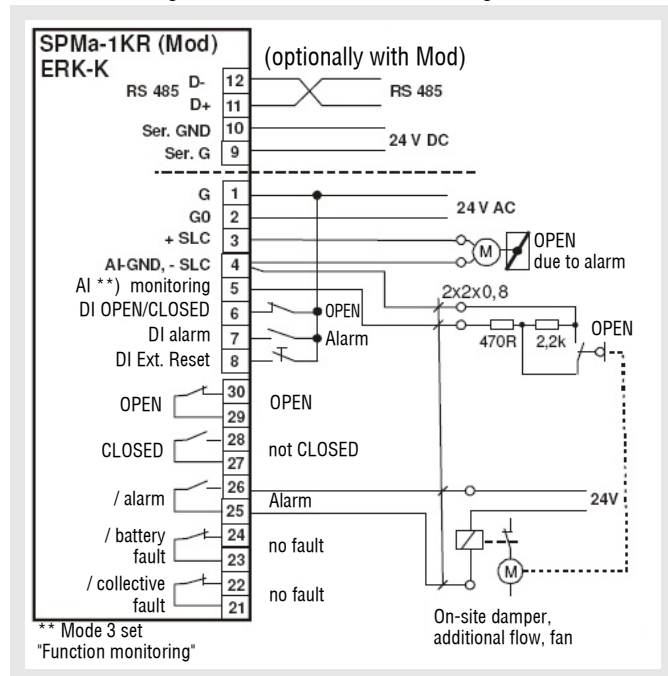 SPMa-1KR (Mod)
ERK-K
(optionally with Mod)
RS 485 D- 12 RS 485
D+ 11
Ser. GND 10 24 V DC
Ser. G 9
G 1 24 V AC
G0 2
+ SLC 3 M OPEN
due to alarm
AI-GND, - SLC 4
AI **) monitoring 5 2x2x0,8
DI OPEN/CLOSED 6 OPEN
DI alarm 7 Alarm 470R 2,2k OPEN
DI Ext. Reset 8
OPEN 30 OPEN
29
CLOSED 28 not CLOSED
27
/ alarm 26 Alarm 24V
25
/ battery
fault 24 no fault
23
M
/ collective
fault 22 no fault
21
On-site damper,
additional flow, fan
** Mode 3 set
"Function monitoring"